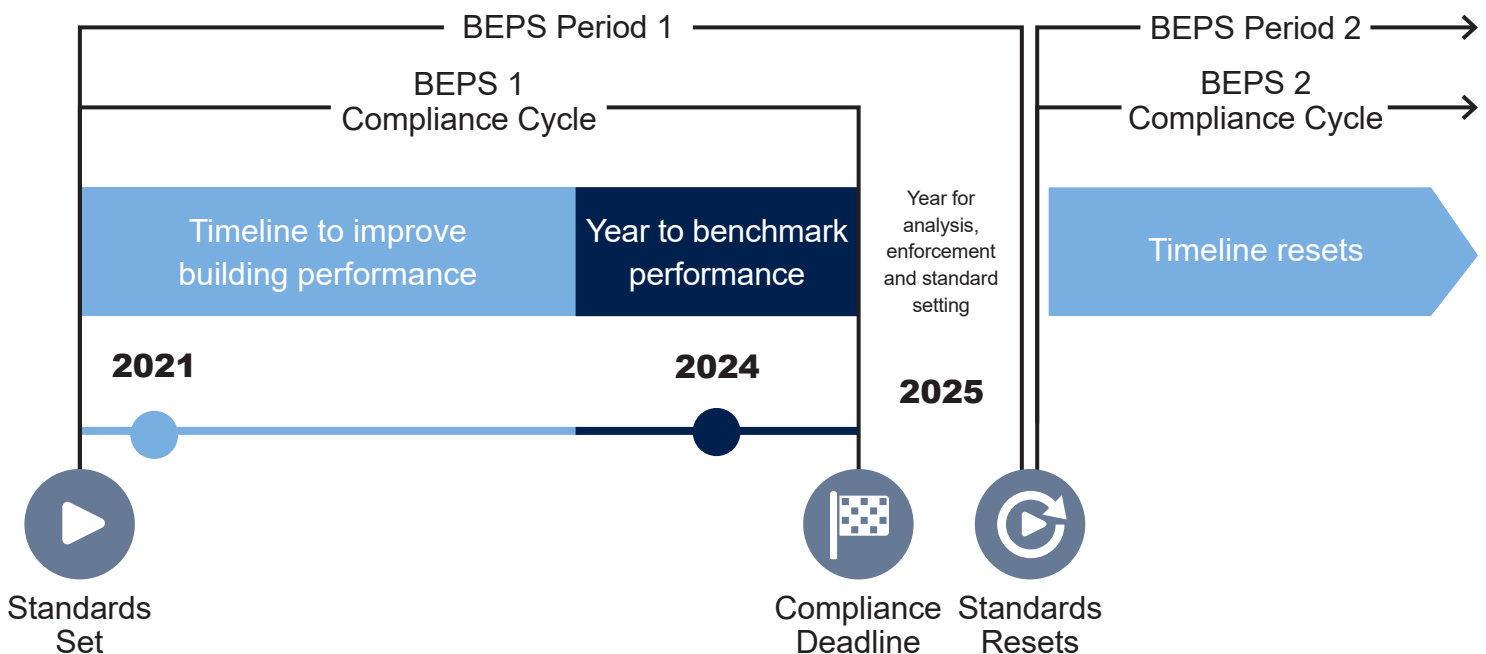 BEPS Period 1
BEPS Period 2
BEPS 1
Compliance Cycle
BEPS 2
Compliance Cycle
Timeline to improve
building performance
Year to benchmark
performance
Year for
analysis,
enforcement
and standard
setting
Timeline resets
2021
2024
2025
Standards
Set
Compliance
Deadline
Standards
Resets